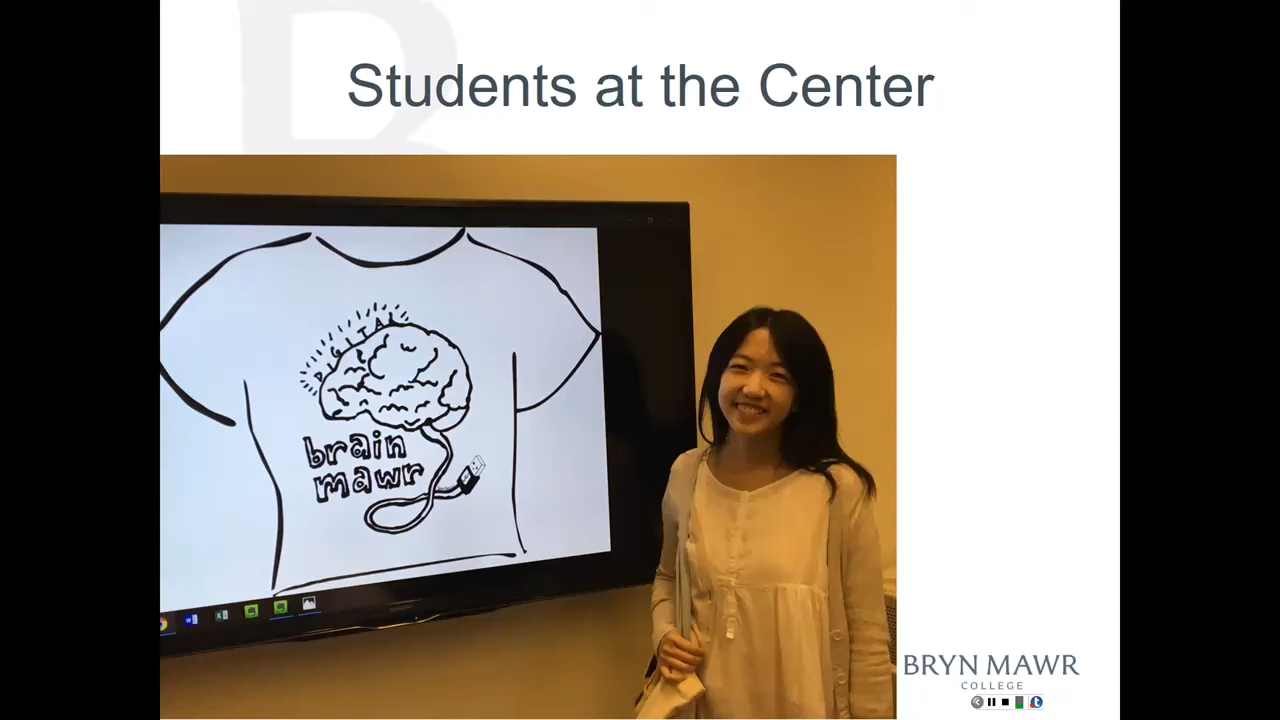 Students at the Center
DIGITAL
brain
mawr
BRYN MAWR
COLLEGE